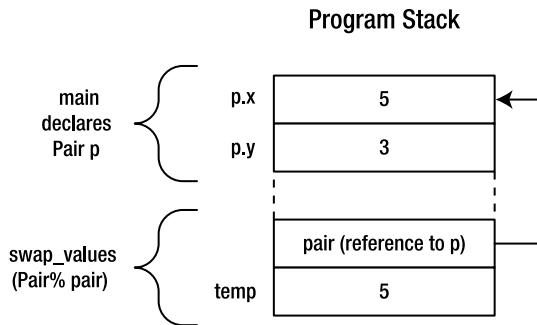 Program Stack
main
declares
Pair p
p.x
5
p.y
3
swap_values
(Pair% pair)
pair (reference to p)
temp
5